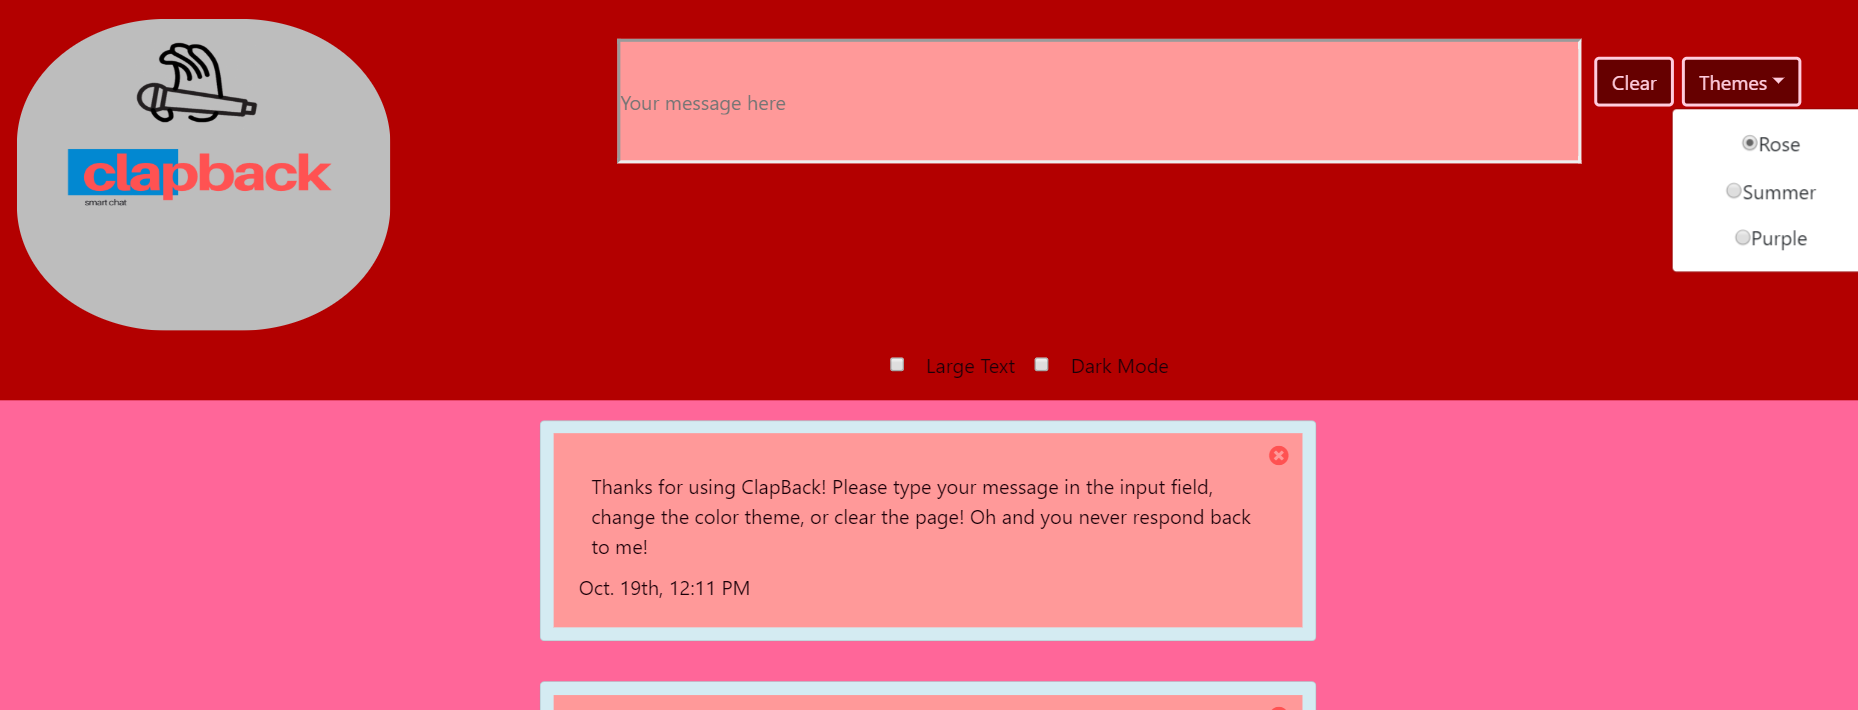 clapback
smart chat
Your message here
Clear
Themes
Rose
Summer
Purple
Large Text
Dark Mode
Thanks for using ClapBack! Please type your message in the input field,
change the color theme, or clear the page! Oh and you never respond back
to me!
Oct. 19th, 12:11 PM